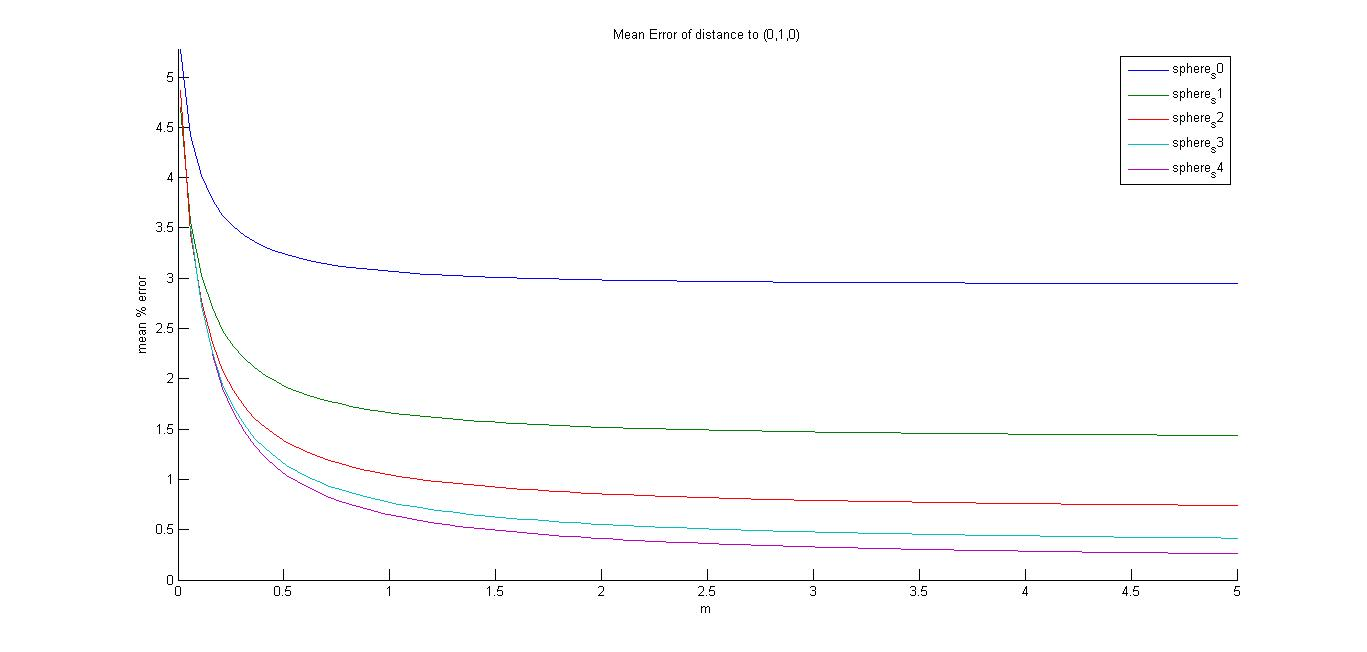 Mean Error of distance to (0,1,0)
sphere_s0
sphere_s1
sphere_s2
sphere_s3
sphere_s4
5
4.5
4
3.5
3
2.5
2
1.5
1
0.5
0
mean % error
0 0.5 1 1.5 2 2.5 3 3.5 4 4.5 5
m